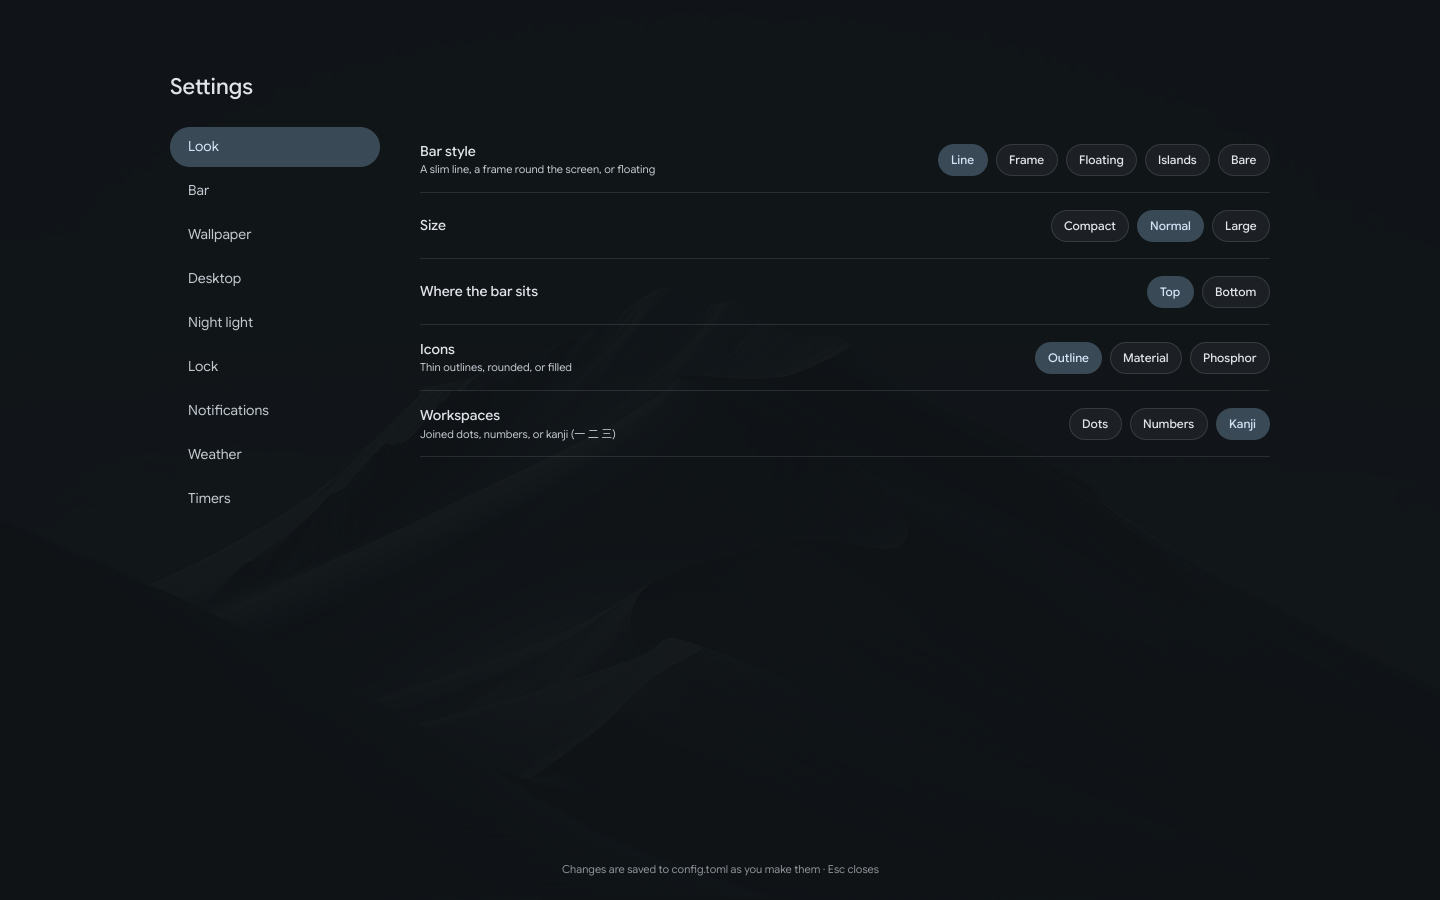 Settings
Look
Bar
Wallpaper
Desktop
Night light
Lock
Notifications
Weather
Timers
Bar style
A slim line, a frame round the screen, or floating
Line Frame Floating Islands Bare
Size
Compact Normal Large
Where the bar sits
Top Bottom
Icons
Thin outlines, rounded, or filled
Outline Material Phosphor
Workspaces
Joined dots, numbers, or kanji (一 二 三)
Dots Numbers Kanji
Changes are saved to config.toml as you make them · Esc closes